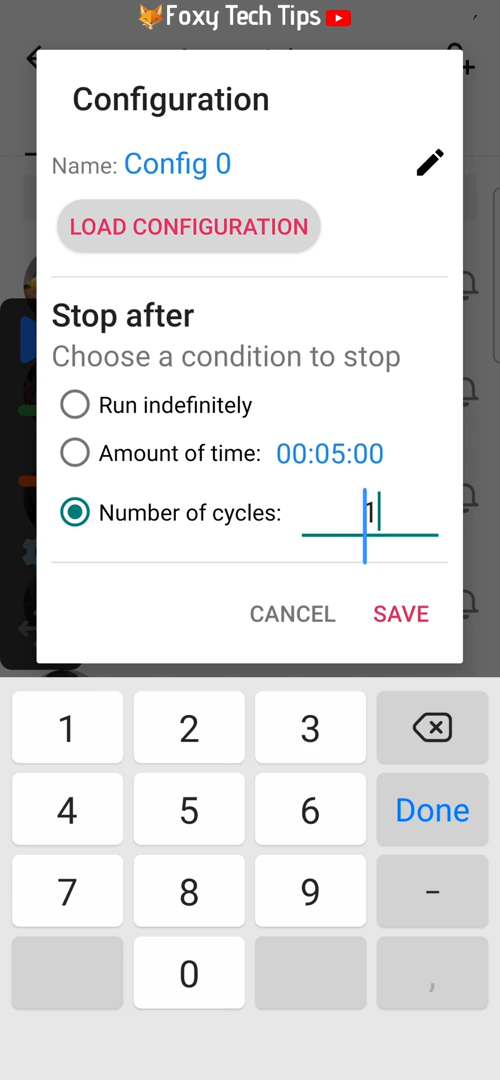 Foxy Tech Tips
Configuration
Name: Config 0
LOAD CONFIGURATION
Stop after
Choose a condition to stop
Run indefinitely
Amount of time: 00:05:00
Number of cycles: 1
CANCEL SAVE
1 2 3
4 5 6 Done
7 8 9 -
0 ,